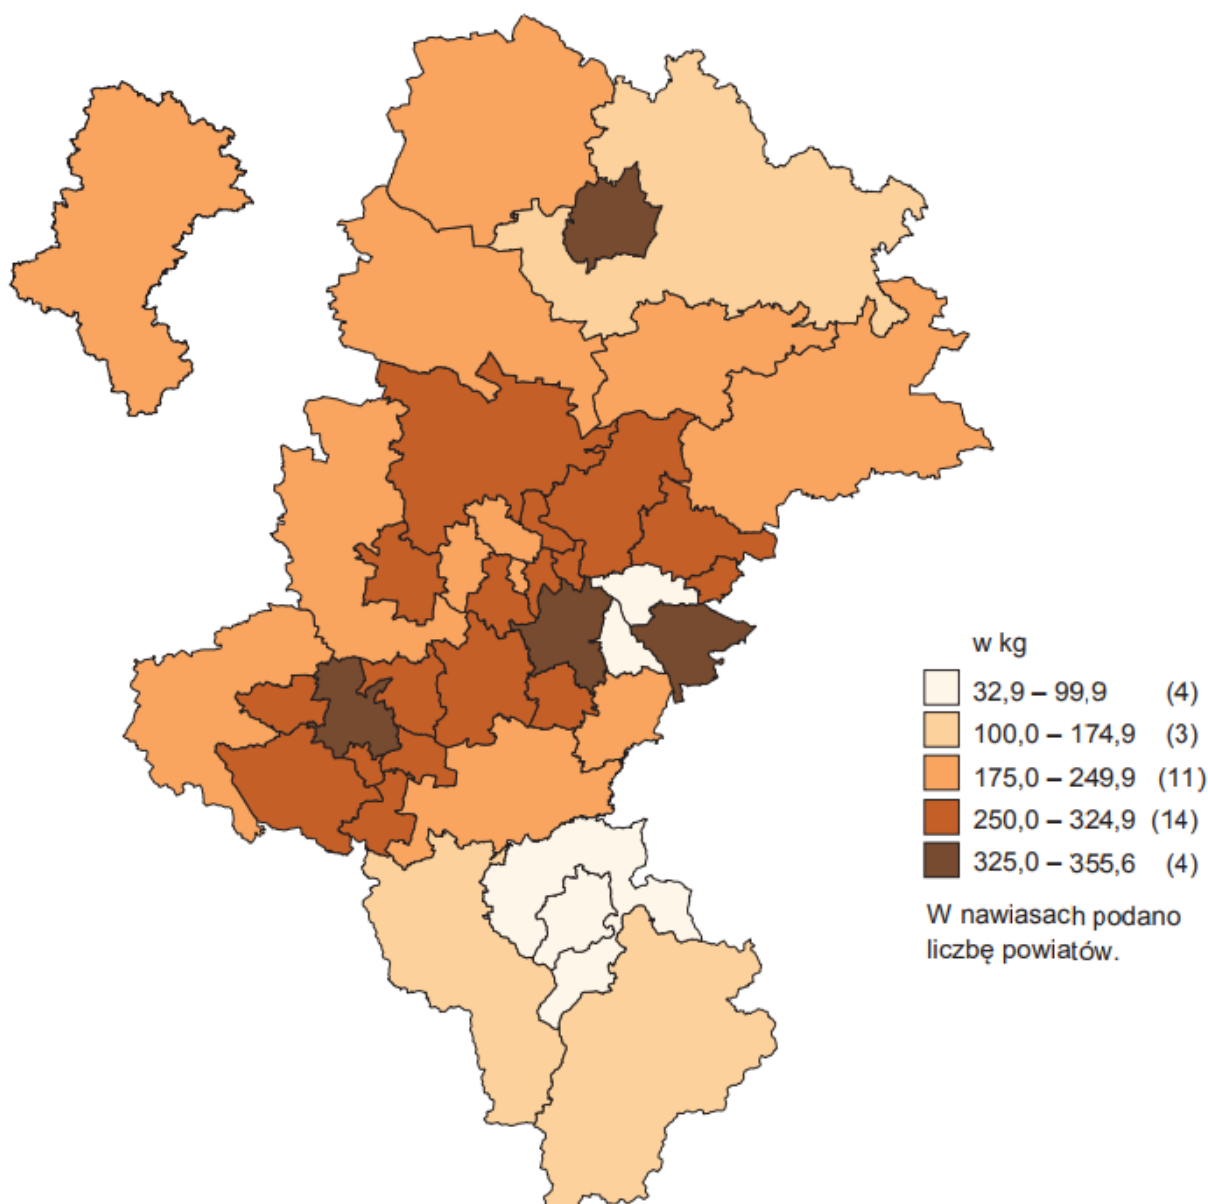 w kg
32,9 – 99,9 (4)
100,0 – 174,9 (3)
175,0 – 249,9 (11)
250,0 – 324,9 (14)
325,0 – 355,6 (4)
W nawiasach podano
liczbę powiatów.